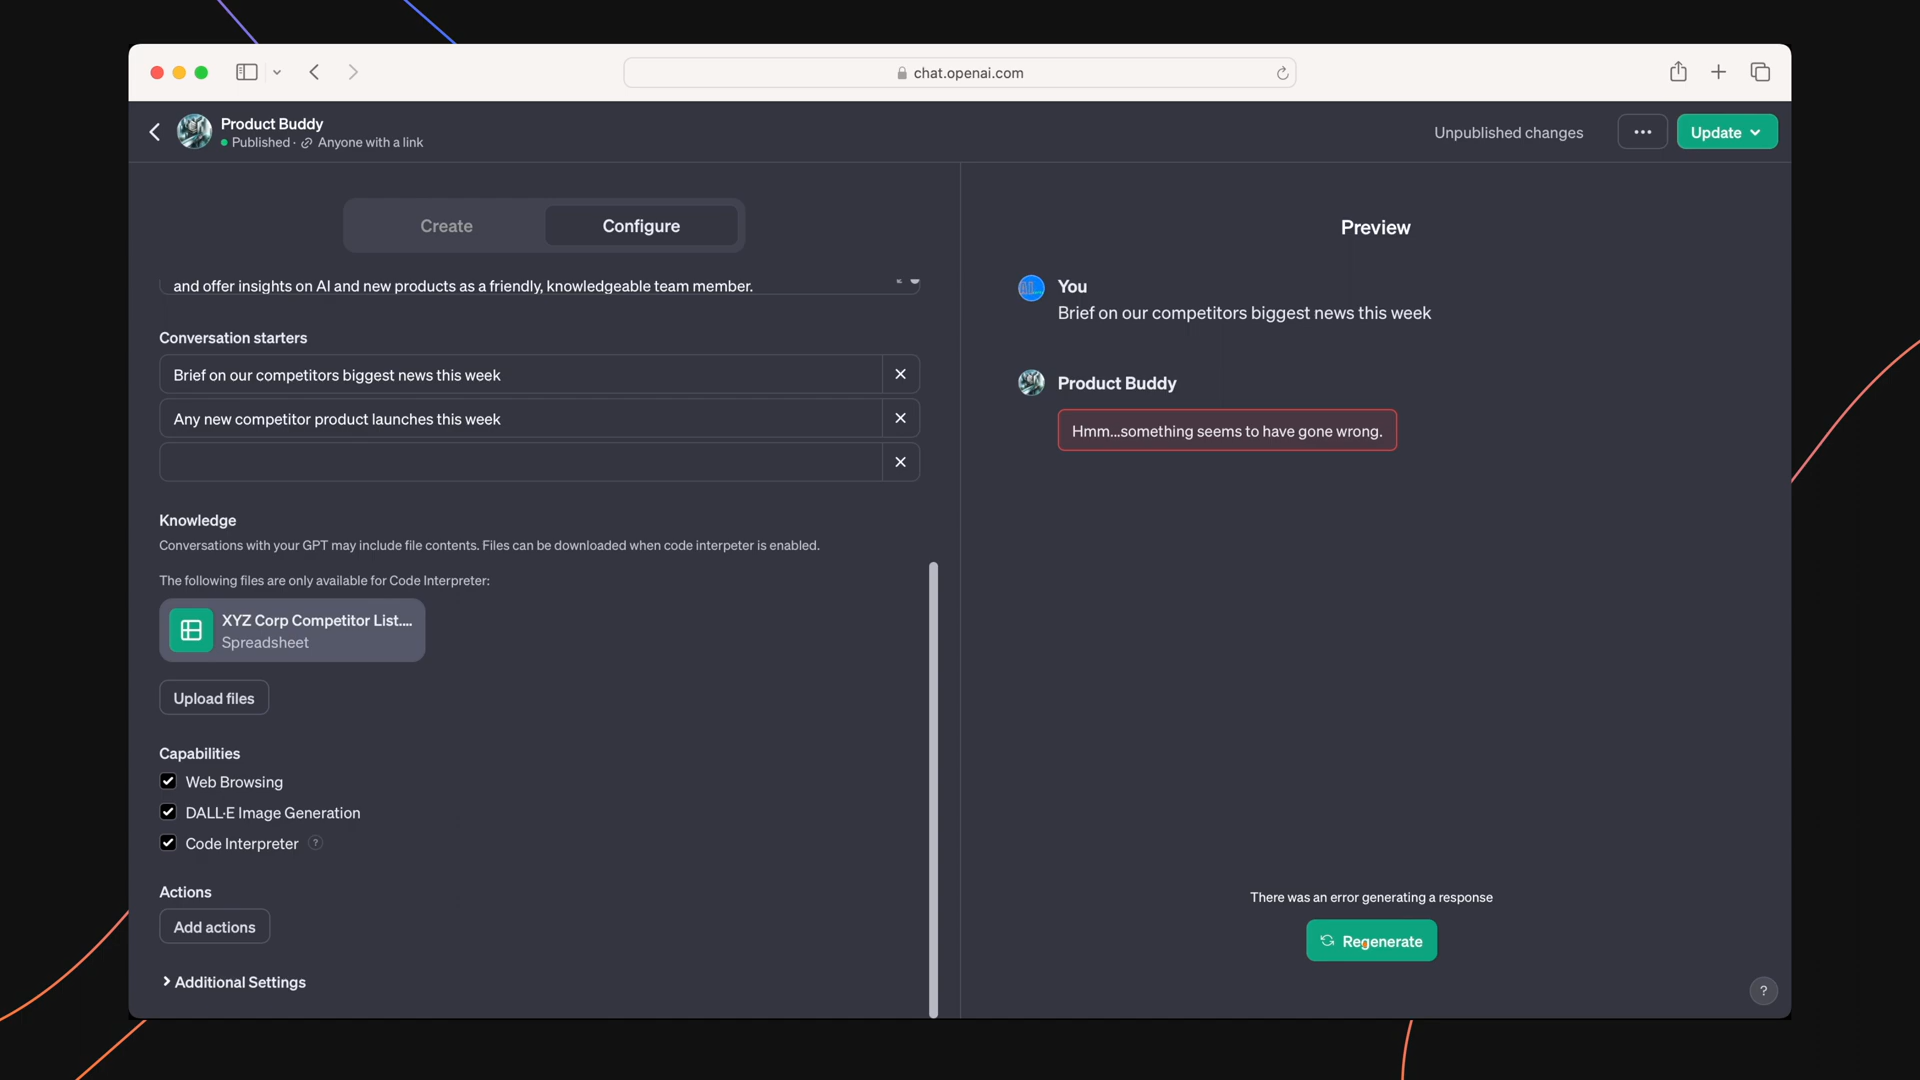 chat.openai.com
Product Buddy
Published · Anyone with a link
Unpublished changes
Update
Create
Configure
and offer insights on AI and new products as a friendly, knowledgeable team member.
Conversation starters
Brief on our competitors biggest news this week
Any new competitor product launches this week
Knowledge
Conversations with your GPT may include file contents. Files can be downloaded when code interpeter is enabled.
The following files are only available for Code Interpreter:
XYZ Corp Competitor List....
Spreadsheet
Upload files
Capabilities
Web Browsing
DALL·E Image Generation
Code Interpreter ?
Actions
Add actions
Additional Settings
Preview
You
Brief on our competitors biggest news this week
Product Buddy
Hmm...something seems to have gone wrong.
There was an error generating a response
Regenerate
?